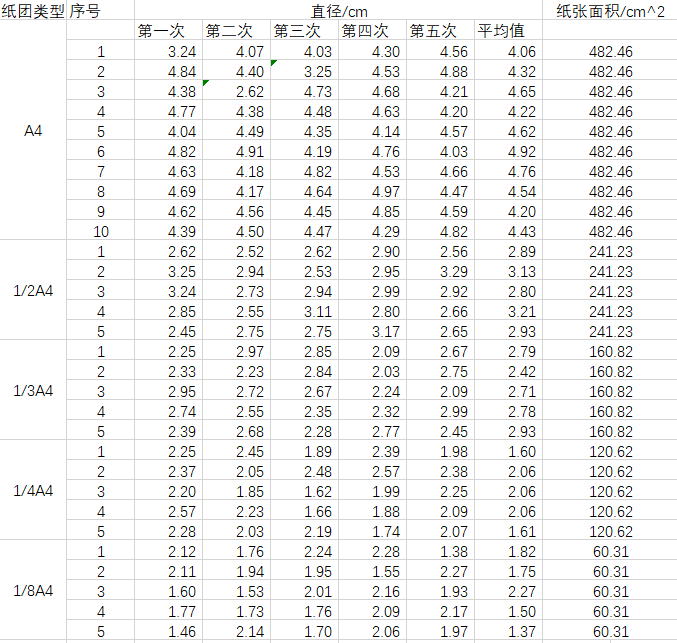 纸团类型 序号 直径/cm 纸张面积/cm^2
第一次 第二次 第三次 第四次 第五次 平均值
A4
1 3.24 4.07 4.03 4.30 4.56 4.06 482.46
2 4.84 4.40 3.25 4.53 4.88 4.32 482.46
3 4.38 2.62 4.73 4.68 4.21 4.65 482.46
4 4.77 4.38 4.48 4.63 4.20 4.22 482.46
5 4.04 4.49 4.35 4.14 4.57 4.62 482.46
6 4.82 4.91 4.19 4.76 4.03 4.92 482.46
7 4.63 4.18 4.82 4.53 4.66 4.76 482.46
8 4.69 4.17 4.64 4.97 4.47 4.54 482.46
9 4.62 4.56 4.45 4.85 4.59 4.20 482.46
10 4.39 4.50 4.47 4.29 4.82 4.43 482.46
1/2A4
1 2.62 2.52 2.62 2.90 2.56 2.89 241.23
2 3.25 2.94 2.53 2.95 3.29 3.13 241.23
3 3.24 2.73 2.94 2.99 2.92 2.80 241.23
4 2.85 2.55 3.11 2.80 2.66 3.21 241.23
5 2.45 2.75 2.75 3.17 2.65 2.93 241.23
1/3A4
1 2.25 2.97 2.85 2.09 2.67 2.79 160.82
2 2.33 2.23 2.84 2.03 2.75 2.42 160.82
3 2.95 2.72 2.67 2.24 2.09 2.71 160.82
4 2.74 2.55 2.35 2.32 2.99 2.78 160.82
5 2.39 2.68 2.28 2.77 2.45 2.93 160.82
1/4A4
1 2.25 2.45 1.89 2.39 1.98 1.60 120.62
2 2.37 2.05 2.48 2.57 2.38 2.06 120.62
3 2.20 1.85 1.62 1.99 2.25 2.06 120.62
4 2.57 2.23 1.66 1.88 2.09 2.06 120.62
5 2.28 2.03 2.19 1.74 2.07 1.61 120.62
1/8A4
1 2.12 1.76 2.24 2.28 1.38 1.82 60.31
2 2.11 1.94 1.95 1.55 2.27 1.75 60.31
3 1.60 1.53 2.01 2.16 1.93 2.27 60.31
4 1.77 1.73 1.76 2.09 2.17 1.50 60.31
5 1.46 2.14 1.70 2.06 1.97 1.37 60.31